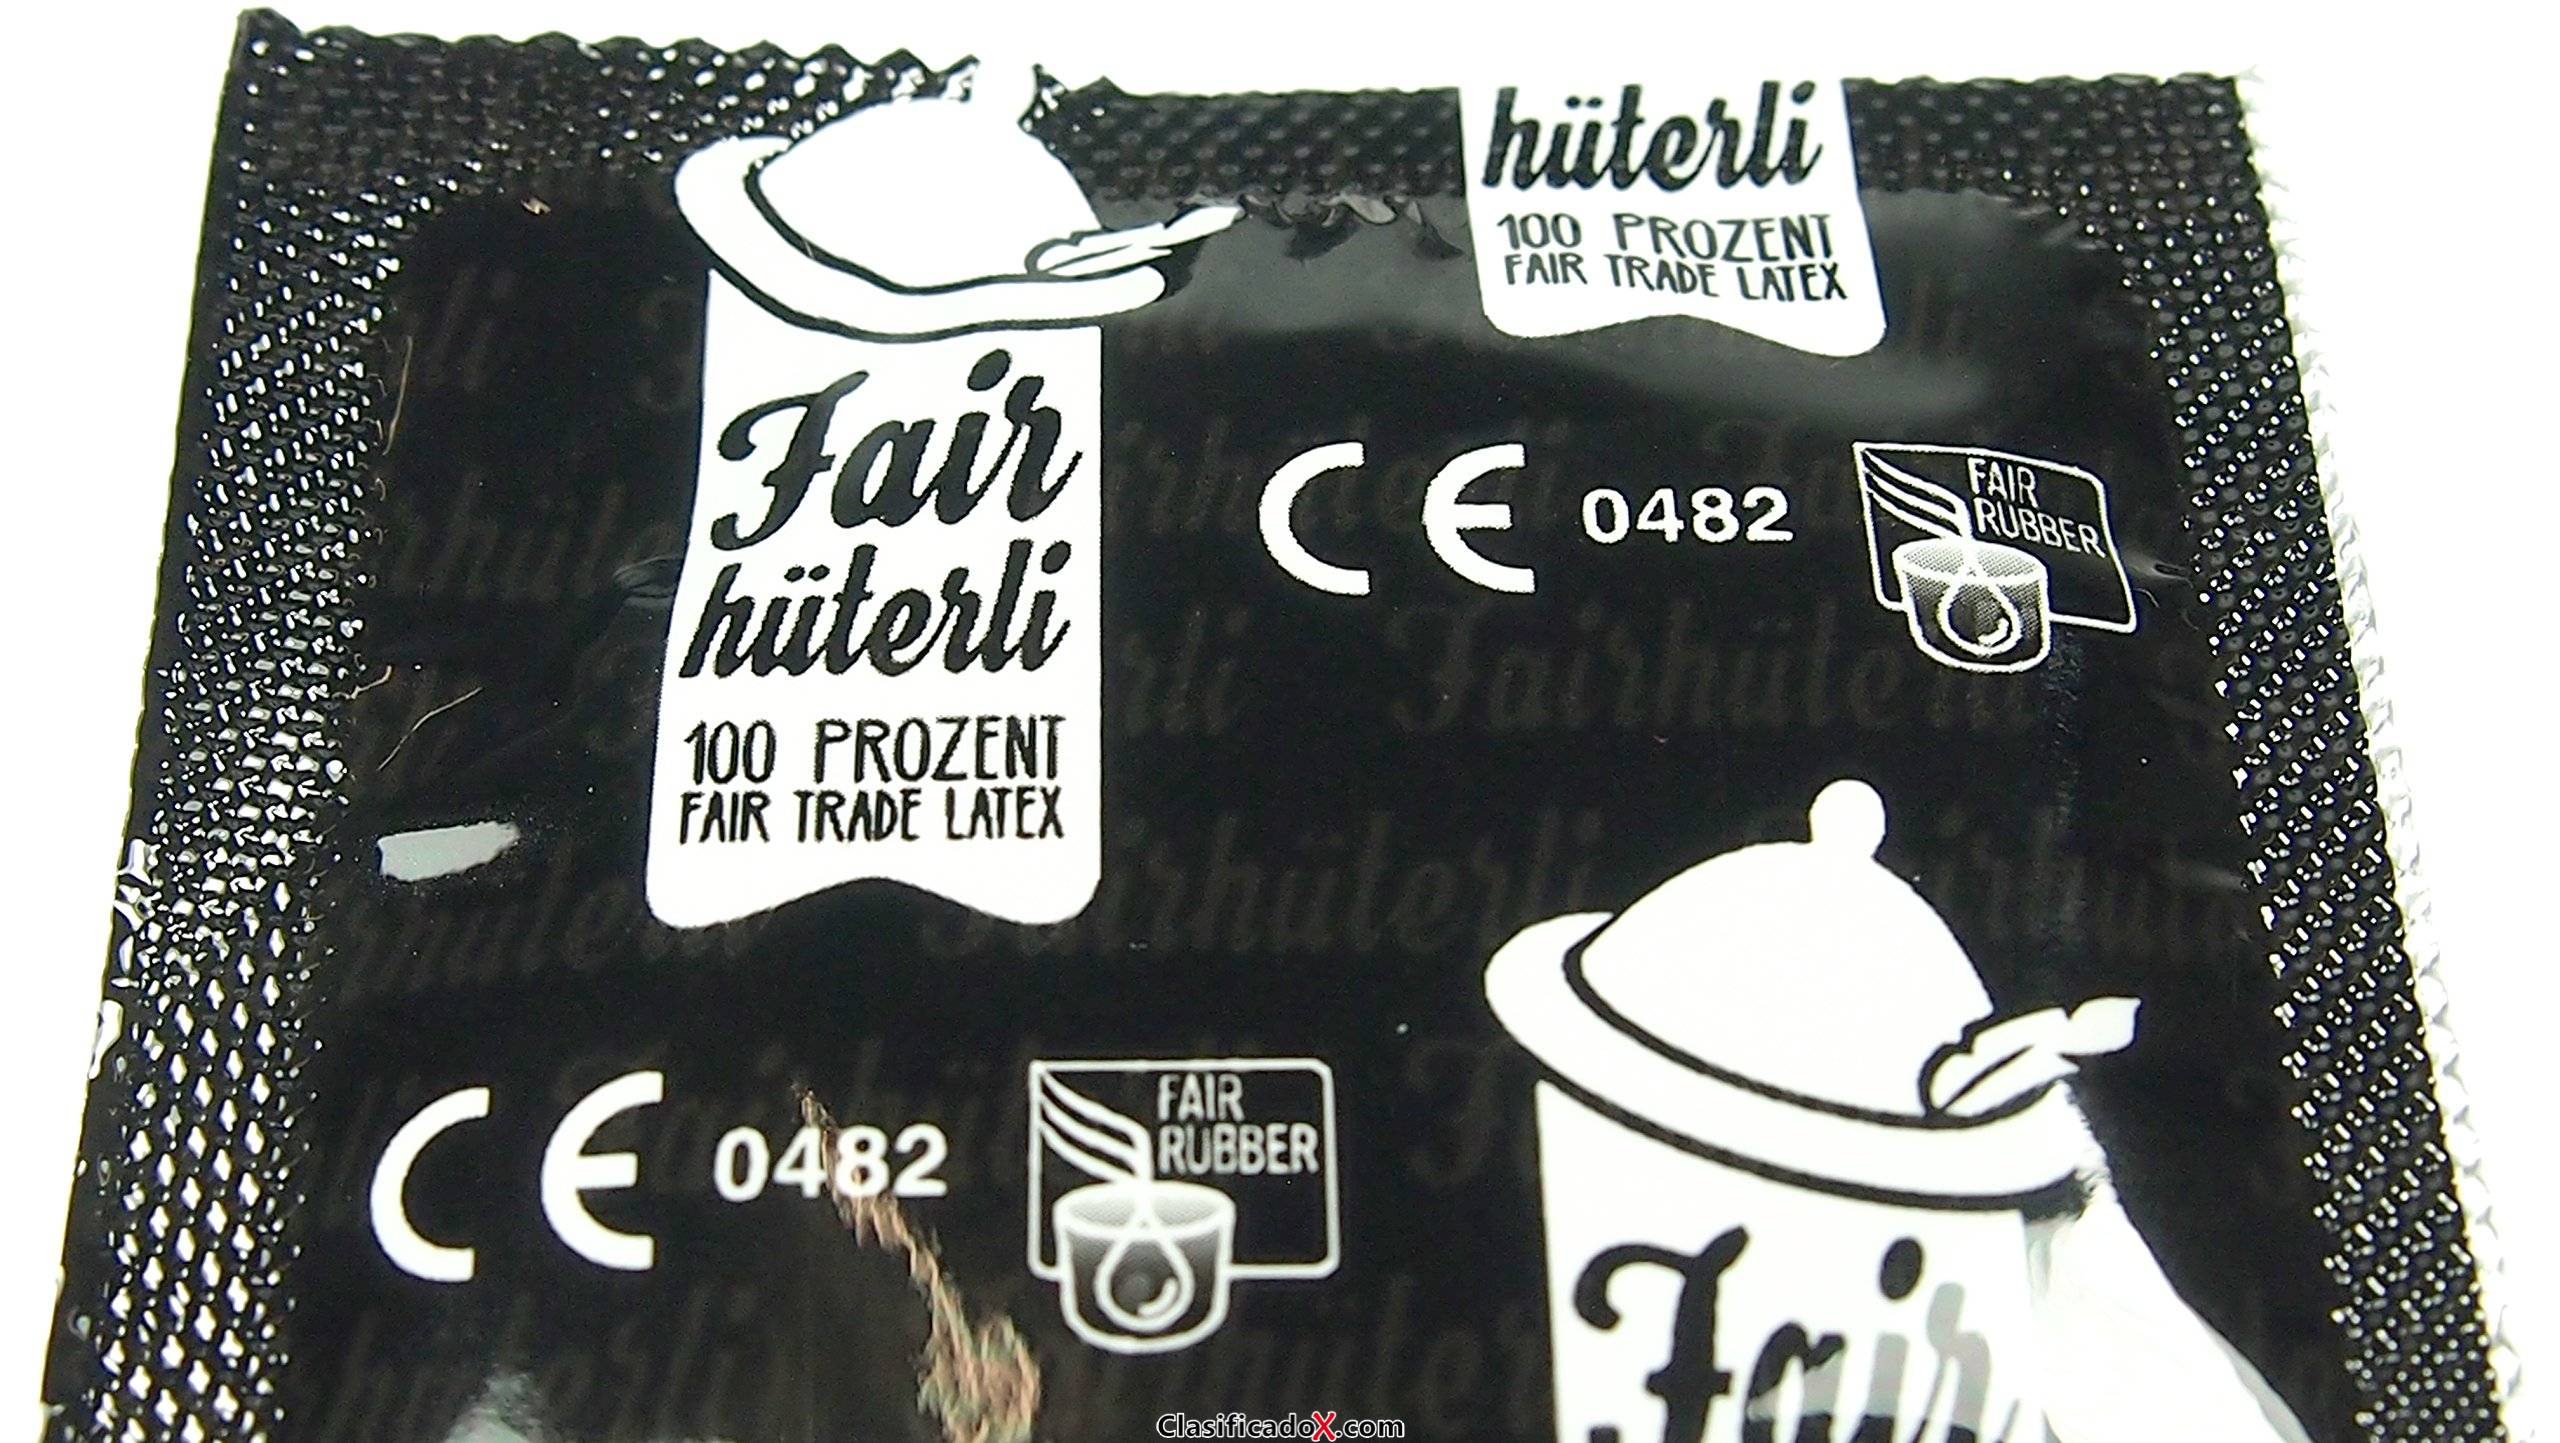 hüterli
100 PROZENT
FAIR TRADE LATEX
Fair
hüterli
100 PROZENT
FAIR TRADE LATEX
CE 0482
FAIR
RUBBER
Fairhüterli
CE 0482
FAIR
RUBBER
Fair
ClasificadoX.com